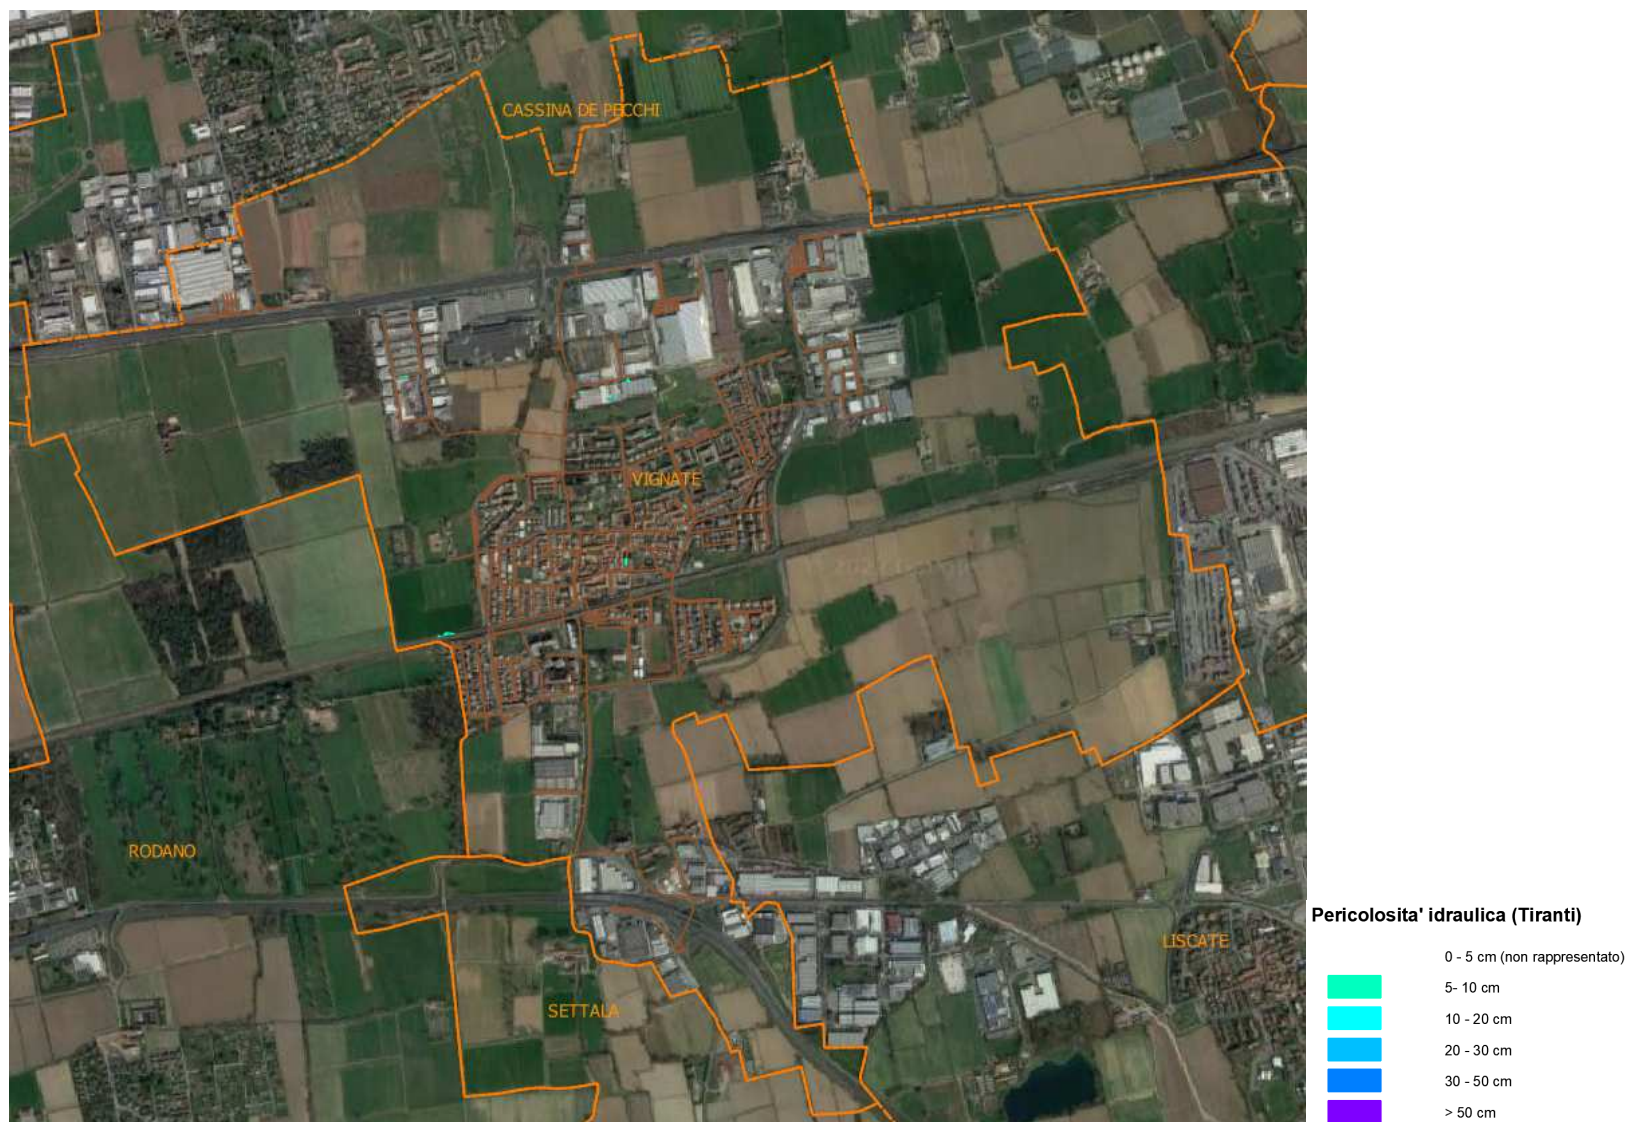 CASSINA DE PECCHI
VIGNATE
RODANO
LISCATE
SETTALA
Pericolosita' idraulica (Tiranti)
0 - 5 cm (non rappresentato)
5- 10 cm
10 - 20 cm
20 - 30 cm
30 - 50 cm
> 50 cm